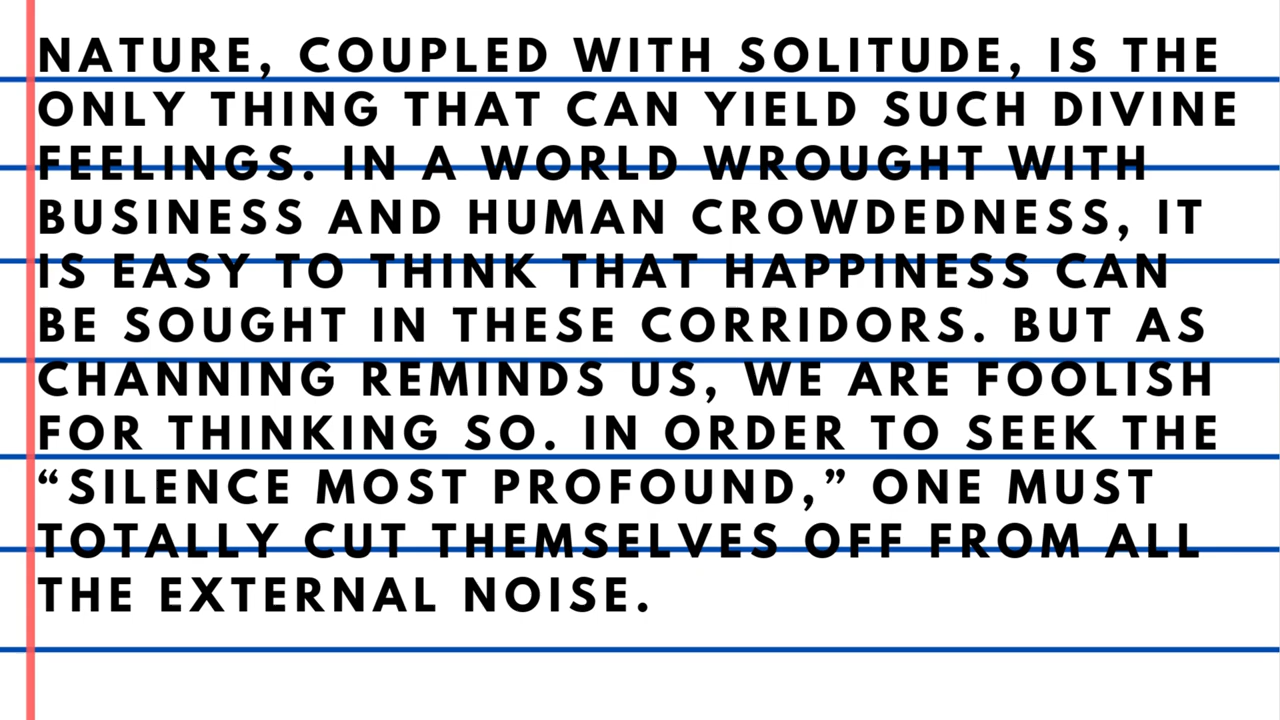 NATURE, COUPLED WITH SOLITUDE, IS THE
ONLY THING THAT CAN YIELD SUCH DIVINE
FEELINGS. IN A WORLD WROUGHT WITH
BUSINESS AND HUMAN CROWDEDNESS, IT
IS EASY TO THINK THAT HAPPINESS CAN
BE SOUGHT IN THESE CORRIDORS. BUT AS
CHANNING REMINDS US, WE ARE FOOLISH
FOR THINKING SO. IN ORDER TO SEEK THE
“SILENCE MOST PROFOUND,” ONE MUST
TOTALLY CUT THEMSELVES OFF FROM ALL
THE EXTERNAL NOISE.